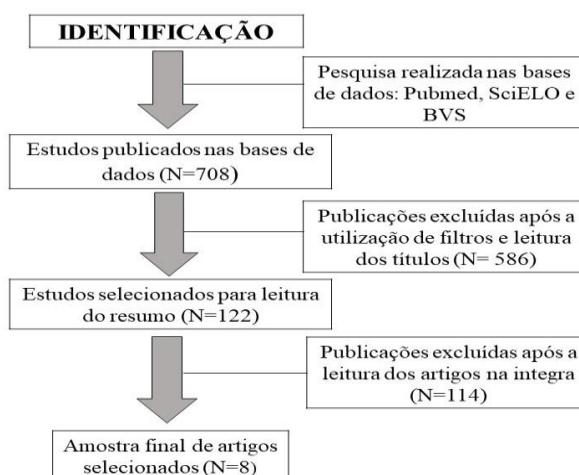 IDENTIFICAÇÃO
Pesquisa realizada nas bases
de dados: Pubmed, SciELO e
BVS
Estudos publicados nas bases de
dados (N=708)
Publicações excluídas após a
utilização de filtros e leitura
dos títulos (N= 586)
Estudos selecionados para leitura
do resumo (N=122)
Publicações excluídas após a
leitura dos artigos na integra
(N=114)
Amostra final de artigos
selecionados (N=8)